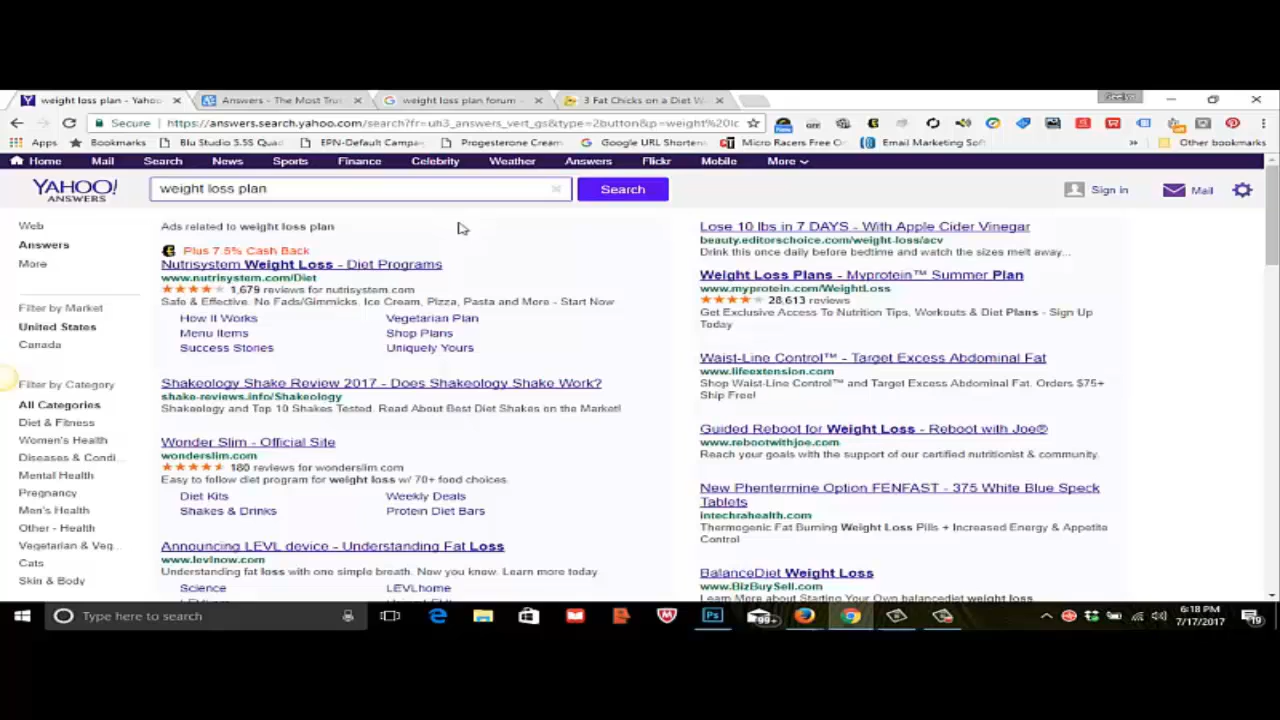 weight loss plan - Yahoo
Answers - The Most Tru
weight loss plan forum -
3 Fat Chicks on a Diet W
Secure
https://answers.search.yahoo.com/search?fr=uh3_answers_vert_gs&type=2button&p=weight%20lo
Apps
Bookmarks
Blu Studio 5.5S Quad
EPN-Default Campa
Progesterone Cream
Google URL Shorten
Micro Racers Free O
Email Marketing Sof
Other bookmarks
Home Mail Search News Sports Finance Celebrity Weather Answers Flickr Mobile More
YAHOO!
ANSWERS
weight loss plan
Search
Sign in
Mail
Web
Answers
More
Filter by Market
United States
Canada
Filter by Category
All Categories
Diet & Fitness
Women's Health
Diseases & Condi...
Mental Health
Pregnancy
Men's Health
Other - Health
Vegetarian & Veg...
Cats
Skin & Body
Ads related to weight loss plan
Plus 7.5% Cash Back
Nutrisystem Weight Loss - Diet Programs
www.nutrisystem.com/Diet
1,679 reviews for nutrisystem.com
Safe & Effective. No Fads/Gimmicks, Ice Cream, Pizza, Pasta and More - Start Now
How It Works Vegetarian Plan
Menu Items Shop Plans
Success Stories Uniquely Yours
Shakeology Shake Review 2017 - Does Shakeology Shake Work?
shake-reviews.info/Shakeology
Shakeology and Top 10 Shakes Tested. Read About Best Diet Shakes on the Market!
Wonder Slim - Official Site
wonderslim.com
180 reviews for wonderslim.com
Easy to follow diet program for weight loss w/ 70+ food choices.
Diet Kits Weekly Deals
Shakes & Drinks Protein Diet Bars
Announcing LEVL device - Understanding Fat Loss
www.levlnow.com
Understanding fat loss with one simple breath. Now you know. Learn more today
Science LEVLhome
Lose 10 lbs in 7 DAYS - With Apple Cider Vinegar
beauty.editorschoice.com/weight-loss/acv
Drink this once daily before bedtime and watch the sizes melt away...
Weight Loss Plans - Myprotein™ Summer Plan
www.myprotein.com/WeightLoss
28,613 reviews
Get Exclusive Access To Nutrition Tips, Workouts & Diet Plans - Sign Up
Today
Waist-Line Control™ - Target Excess Abdominal Fat
www.lifeextension.com
Shop Waist-Line Control™ and Target Excess Abdominal Fat. Orders $75+
Ship Free!
Guided Reboot for Weight Loss - Reboot with Joe®
www.rebootwithjoe.com
Reach your goals with the support of our certified nutritionist & community.
New Phentermine Option FENFAST - 375 White Blue Speck
Tablets
intechrahealth.com
Thermogenic Fat Burning Weight Loss Pills + Increased Energy & Appetite
Control
BalanceDiet Weight Loss
www.BizBuySell.com
Learn More about Starting Your Own balancediet weight loss
Type here to search
Ps
99+
6:18 PM
7/17/2017
19